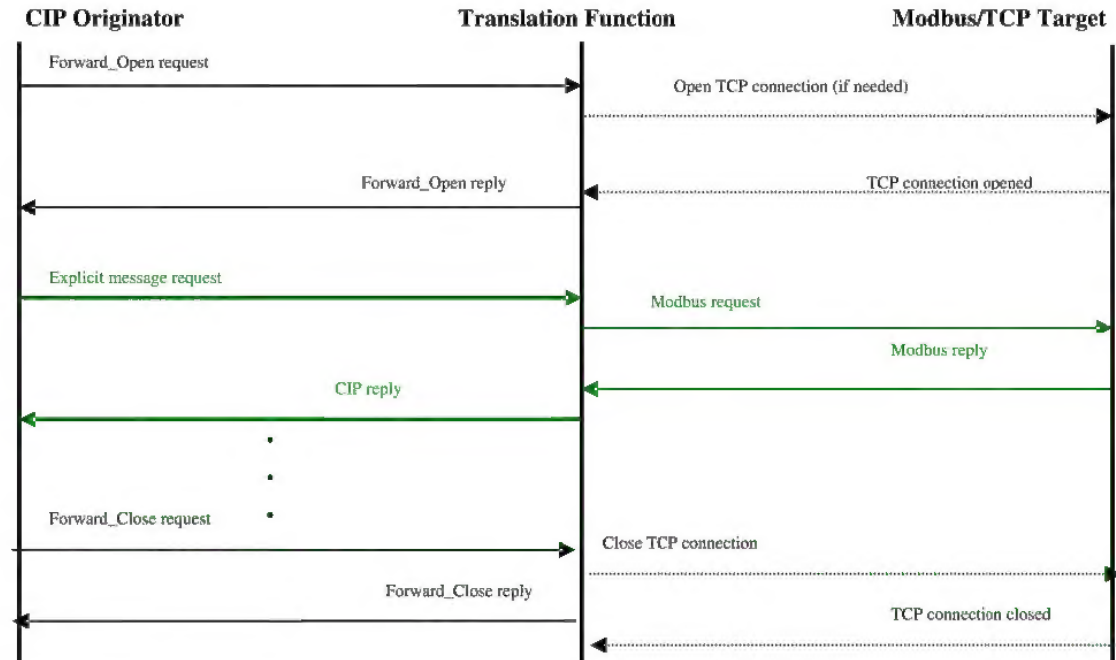 CIP Originator
Translation Function
Modbus/TCP Target
Forward_Open request
Open TCP connection (if needed)
Forward_Open reply
TCP connection opened
Explicit message request
Modbus request
Modbus reply
CIP reply
Forward_Close request
Close TCP connection
Forward_Close reply
TCP connection closed